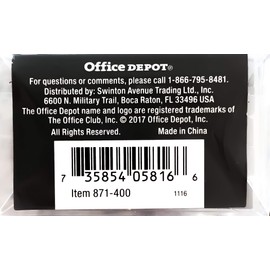 Office DEPOT®
For questions or comments, please call 1-866-795-8481.
Distributed by: Swinton Avenue Trading Ltd., Inc.
6600 N. Military Trail, Boca Raton, FL 33496 USA
The Office Depot name and logo are registered trademarks of
The Office Club, Inc. © 2017 Office Depot, Inc.
All Rights Reserved. Made in China
7 35854 05816 6
Item 871-400 1116